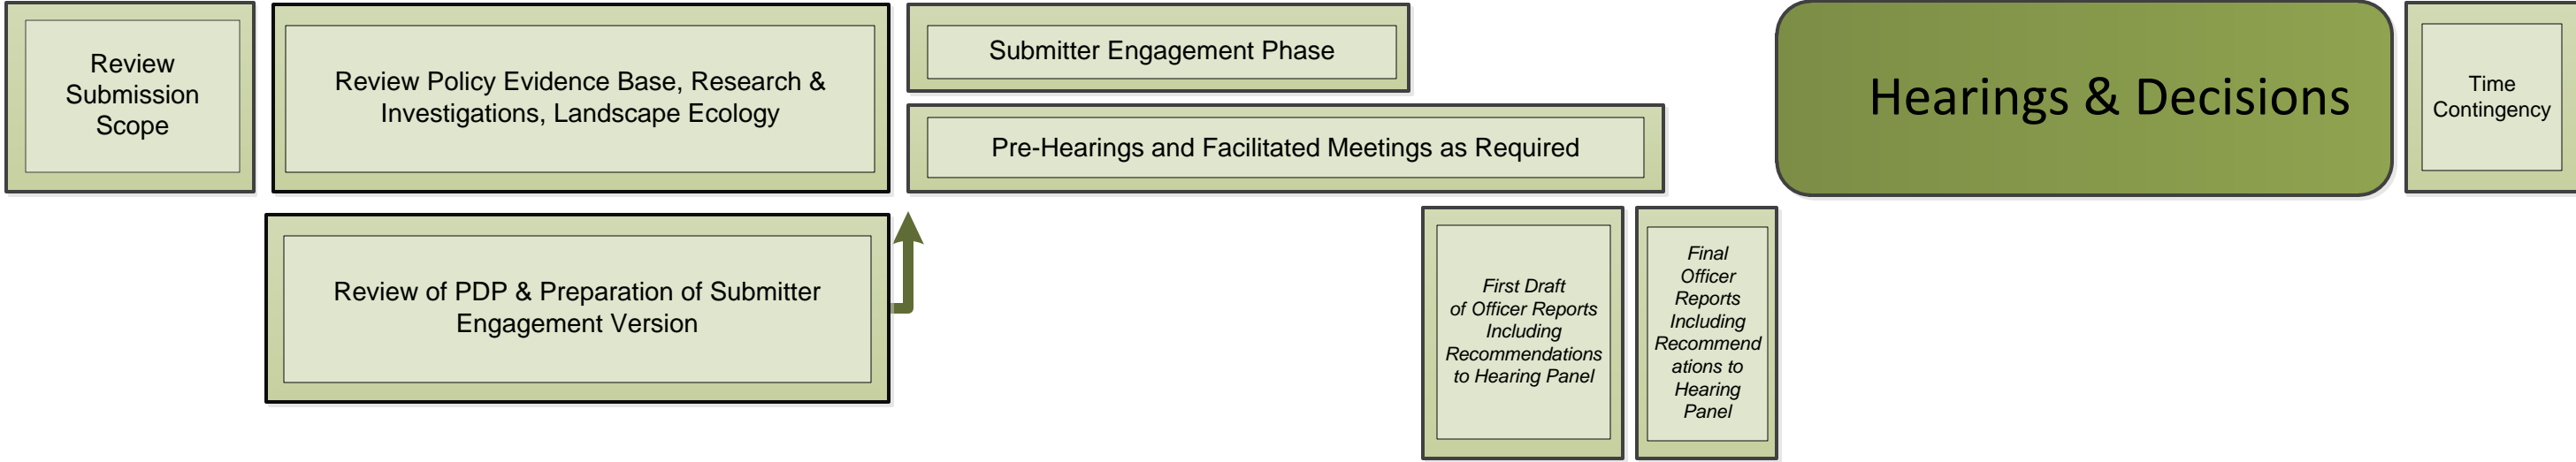 Review
Submission
Scope
Review Policy Evidence Base, Research &
Investigations, Landscape Ecology
Submitter Engagement Phase
Pre-Hearings and Facilitated Meetings as Required
Hearings & Decisions
Time
Contingency
Review of PDP & Preparation of Submitter
Engagement Version
First Draft
of Officer Reports
Including
Recommendations
to Hearing Panel
Final
Officer
Reports
Including
Recommend
ations to
Hearing
Panel